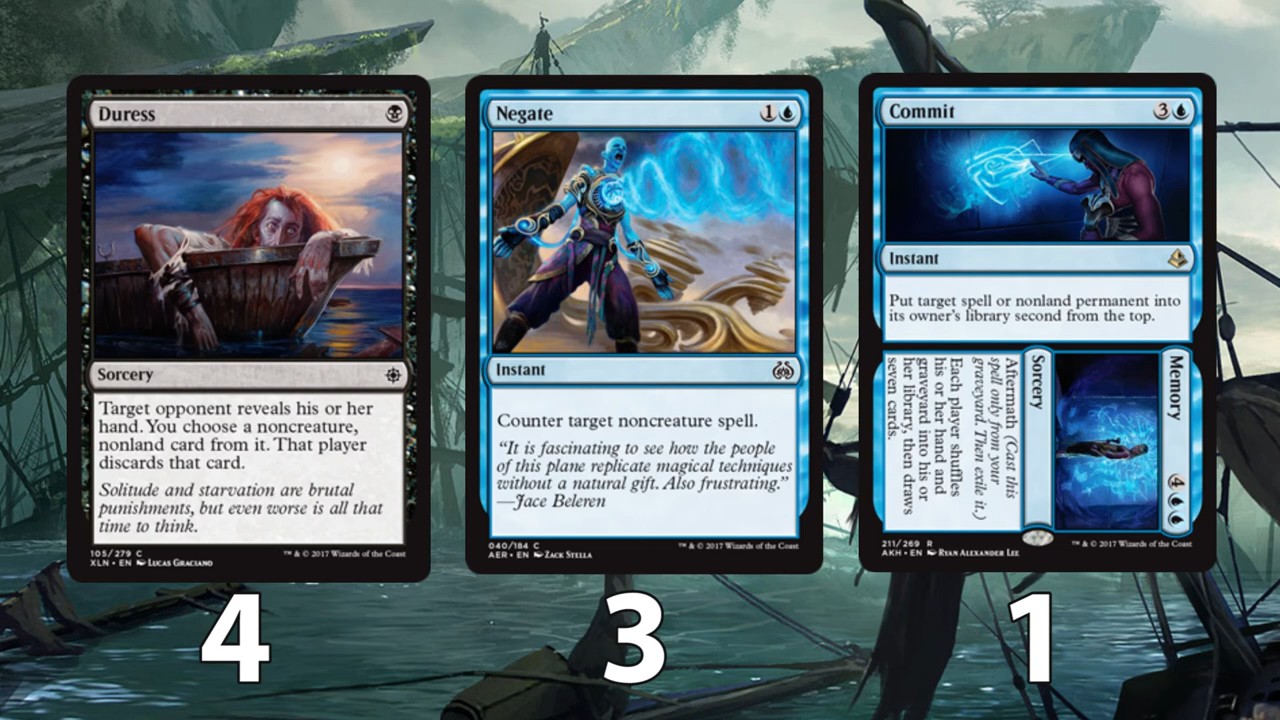 Duress
Sorcery
Target opponent reveals his or her
hand. You choose a noncreature,
nonland card from it. That player
discards that card.
Solitude and starvation are brutal
punishments, but even worse is all that
time to think.
105/279 C
XLN • EN Lucas Graciano
™ & © 2017 Wizards of the Coast
4
Negate
1
Instant
Counter target noncreature spell.
“It is fascinating to see how the people
of this plane replicate magical techniques
without a natural gift. Also frustrating.”
—Jace Beleren
040/184 C
AER • EN Zack Stella
™ & © 2017 Wizards of the Coast
3
Commit
3
Instant
Put target spell or nonland permanent into
its owner's library second from the top.
Memory
4
Sorcery
Aftermath (Cast this
spell only from your
graveyard. Then exile it.)
Each player shuffles
his or her hand and
graveyard into his or
her library, then draws
seven cards.
211/269 R
AKH • EN Ryan Alexander Lee
™ & © 2017 Wizards of the Coast
1